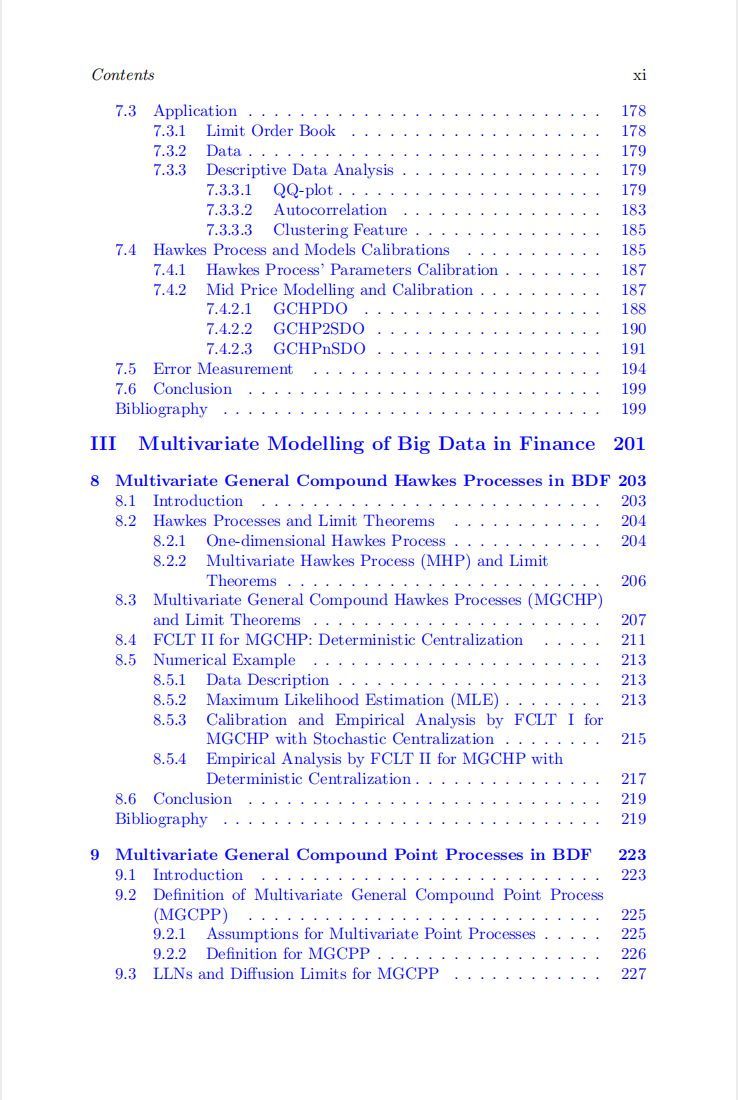 Contents xi
7.3 Application . . . . . . . . . . . . . . . . . . . . . . . . . . . . 178
7.3.1 Limit Order Book . . . . . . . . . . . . . . . . . . . . 178
7.3.2 Data . . . . . . . . . . . . . . . . . . . . . . . . . . . . 179
7.3.3 Descriptive Data Analysis . . . . . . . . . . . . . . . . 179
7.3.3.1 QQ-plot . . . . . . . . . . . . . . . . . . . . . 179
7.3.3.2 Autocorrelation . . . . . . . . . . . . . . . . 183
7.3.3.3 Clustering Feature . . . . . . . . . . . . . . . 185
7.4 Hawkes Process and Models Calibrations . . . . . . . . . . . 185
7.4.1 Hawkes Process' Parameters Calibration . . . . . . . . 187
7.4.2 Mid Price Modelling and Calibration . . . . . . . . . . 187
7.4.2.1 GCHPDO . . . . . . . . . . . . . . . . . . . 188
7.4.2.2 GCHP2SDO . . . . . . . . . . . . . . . . . . 190
7.4.2.3 GCHPnSDO . . . . . . . . . . . . . . . . . . 191
7.5 Error Measurement . . . . . . . . . . . . . . . . . . . . . . . 194
7.6 Conclusion . . . . . . . . . . . . . . . . . . . . . . . . . . . . 199
Bibliography . . . . . . . . . . . . . . . . . . . . . . . . . . . . . . 199
III Multivariate Modelling of Big Data in Finance 201
8 Multivariate General Compound Hawkes Processes in BDF 203
8.1 Introduction . . . . . . . . . . . . . . . . . . . . . . . . . . . 203
8.2 Hawkes Processes and Limit Theorems . . . . . . . . . . . . 204
8.2.1 One-dimensional Hawkes Process . . . . . . . . . . . . 204
8.2.2 Multivariate Hawkes Process (MHP) and Limit
Theorems . . . . . . . . . . . . . . . . . . . . . . . . . 206
8.3 Multivariate General Compound Hawkes Processes (MGCHP)
and Limit Theorems . . . . . . . . . . . . . . . . . . . . . . . 207
8.4 FCLT II for MGCHP: Deterministic Centralization . . . . . 211
8.5 Numerical Example . . . . . . . . . . . . . . . . . . . . . . . 213
8.5.1 Data Description . . . . . . . . . . . . . . . . . . . . . 213
8.5.2 Maximum Likelihood Estimation (MLE) . . . . . . . . 213
8.5.3 Calibration and Empirical Analysis by FCLT I for
MGCHP with Stochastic Centralization . . . . . . . . 215
8.5.4 Empirical Analysis by FCLT II for MGCHP with
Deterministic Centralization . . . . . . . . . . . . . . . 217
8.6 Conclusion . . . . . . . . . . . . . . . . . . . . . . . . . . . . 219
Bibliography . . . . . . . . . . . . . . . . . . . . . . . . . . . . . . 219
9 Multivariate General Compound Point Processes in BDF 223
9.1 Introduction . . . . . . . . . . . . . . . . . . . . . . . . . . . 223
9.2 Definition of Multivariate General Compound Point Process
(MGCPP) . . . . . . . . . . . . . . . . . . . . . . . . . . . . 225
9.2.1 Assumptions for Multivariate Point Processes . . . . . 225
9.2.2 Definition for MGCPP . . . . . . . . . . . . . . . . . . 226
9.3 LLNs and Diffusion Limits for MGCPP . . . . . . . . . . . . 227